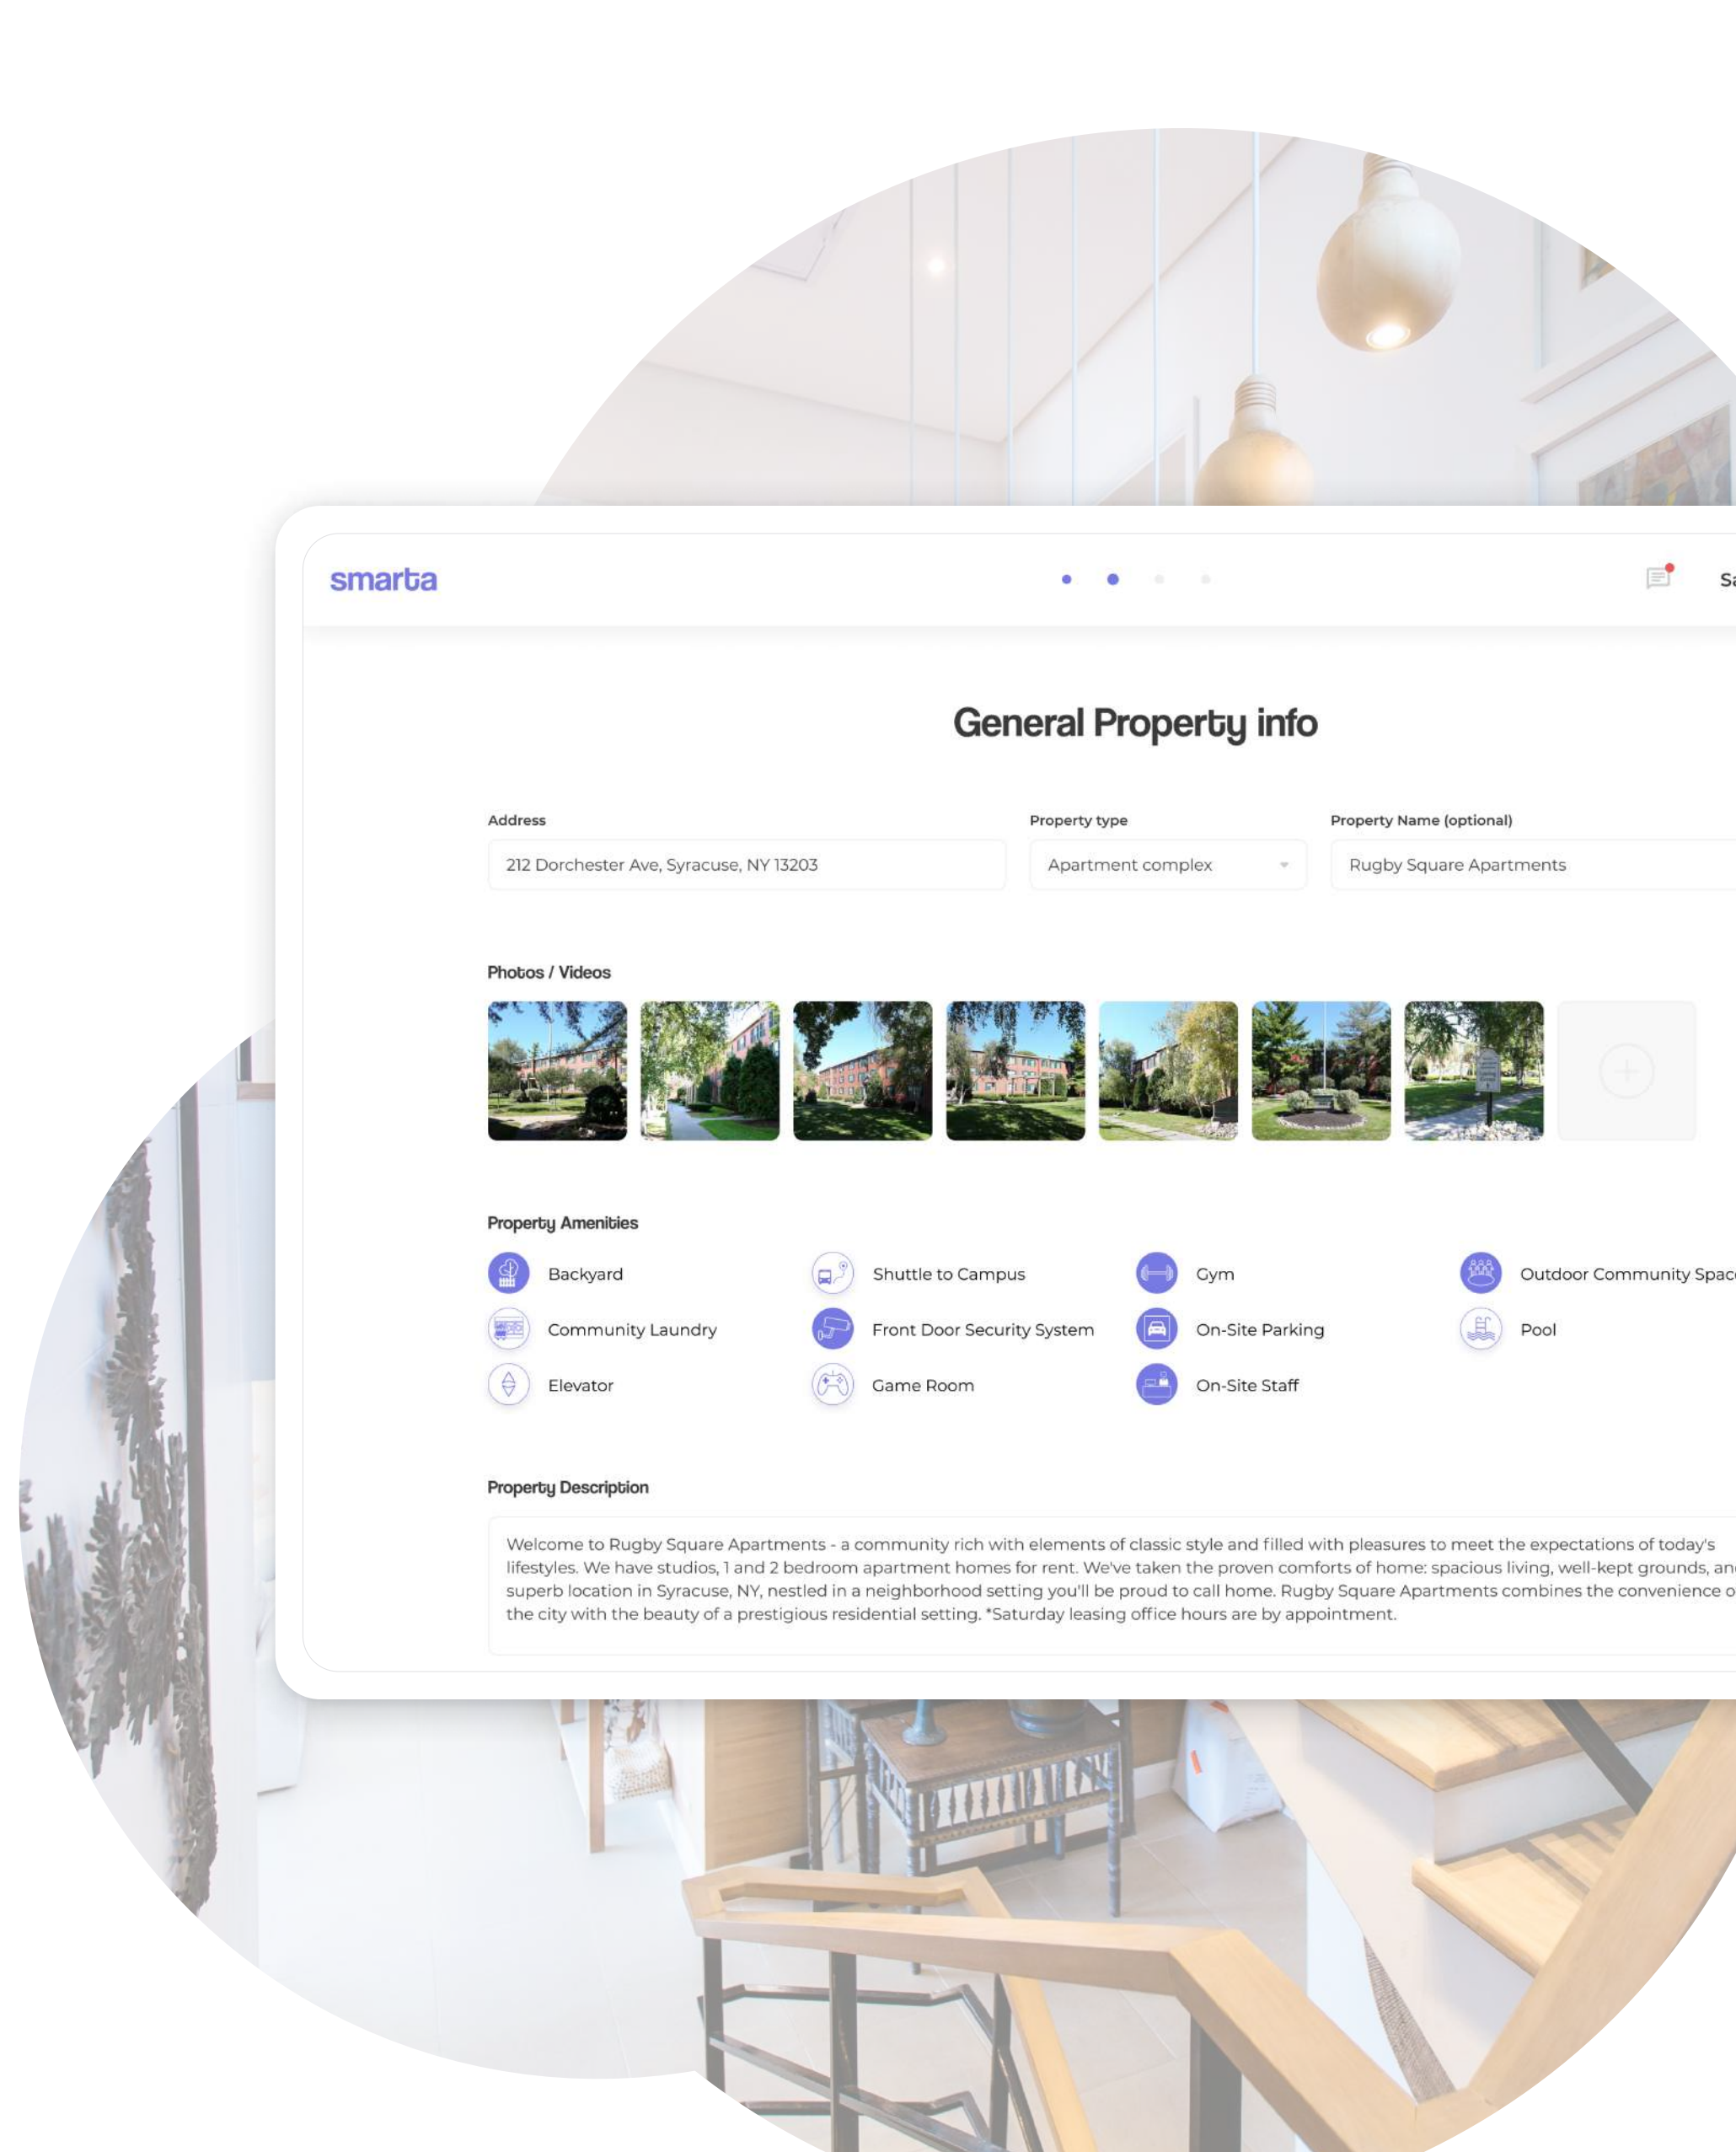 smarta
General Property info
Address
Property type
Property Name (optional)
212 Dorchester Ave, Syracuse, NY 13203
Apartment complex
Rugby Square Apartments
Photos / Videos
Property Amenities
Backyard
Shuttle to Campus
Gym
Outdoor Community
Community Laundry
Front Door Security System
On-Site Parking
Pool
Elevator
Game Room
On-Site Staff
Property Description
Welcome to Rugby Square Apartments - a community rich with elements of classic style and filled with pleasures to meet the expectations of today's
lifestyles. We have studios, 1 and 2 bedroom apartment homes for rent. We've taken the proven comforts of home: spacious living, well-kept grounds,
superb location in Syracuse, NY, nestled in a neighborhood setting you'll be proud to call home. Rugby Square Apartments combines the convenience
the city with the beauty of a prestigious residential setting. *Saturday leasing office hours are by appointment.